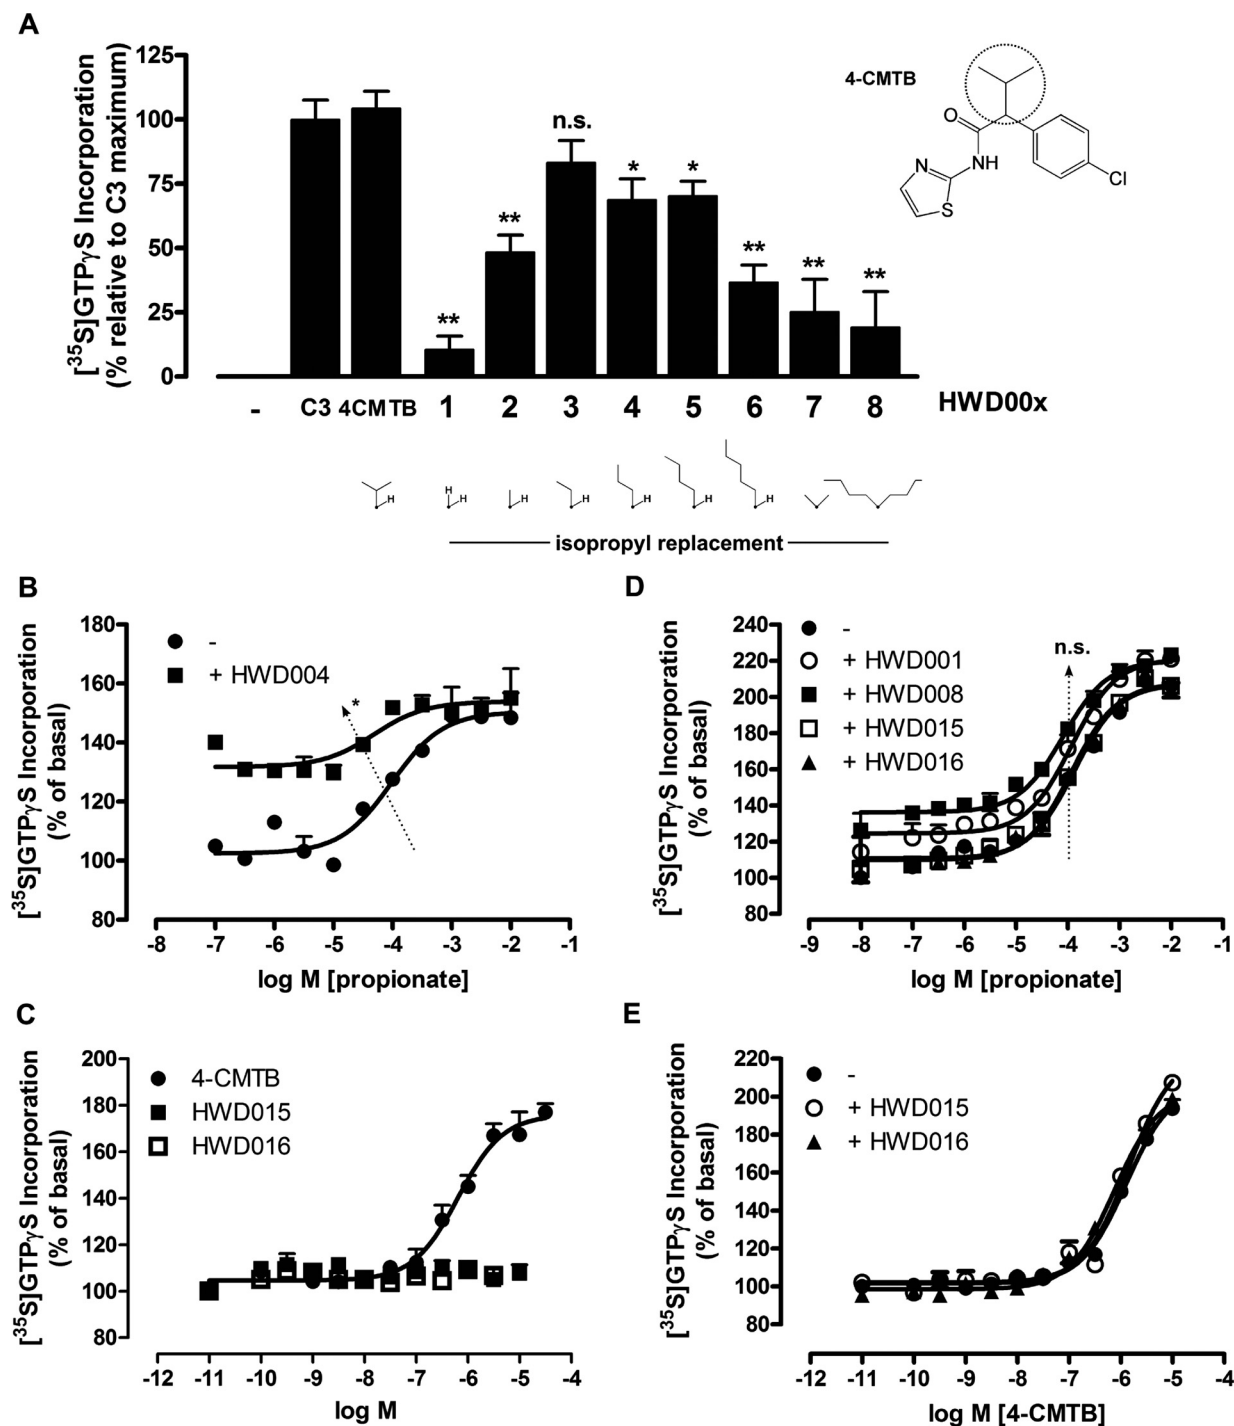 A
[35S]GTPγS Incorporation
(% relative to C3 maximum)
125
100
75
50
25
0
n.s.
*
*
**
**
**
**
**
- C3 4CMTB 1 2 3 4 5 6 7 8 HWD00x
4-CMTB
O
N
NH
S
Cl
H
H
H
H
H
H
H
H
isopropyl replacement
B
[35S]GTPγS Incorporation
(% of basal)
180
160
140
120
100
80
-
+ HWD004
*
-8 -7 -6 -5 -4 -3 -2 -1
log M [propionate]
D
[35S]GTPγS Incorporation
(% of basal)
240
220
200
180
160
140
120
100
80
-
+ HWD001
+ HWD008
+ HWD015
+ HWD016
n.s.
-9 -8 -7 -6 -5 -4 -3 -2 -1
log M [propionate]
C
[35S]GTPγS Incorporation
(% of basal)
200
180
160
140
120
100
80
4-CMTB
HWD015
HWD016
-12 -11 -10 -9 -8 -7 -6 -5 -4
log M
E
[35S]GTPγS Incorporation
(% of basal)
220
200
180
160
140
120
100
80
-
+ HWD015
+ HWD016
-12 -11 -10 -9 -8 -7 -6 -5 -4
log M [4-CMTB]